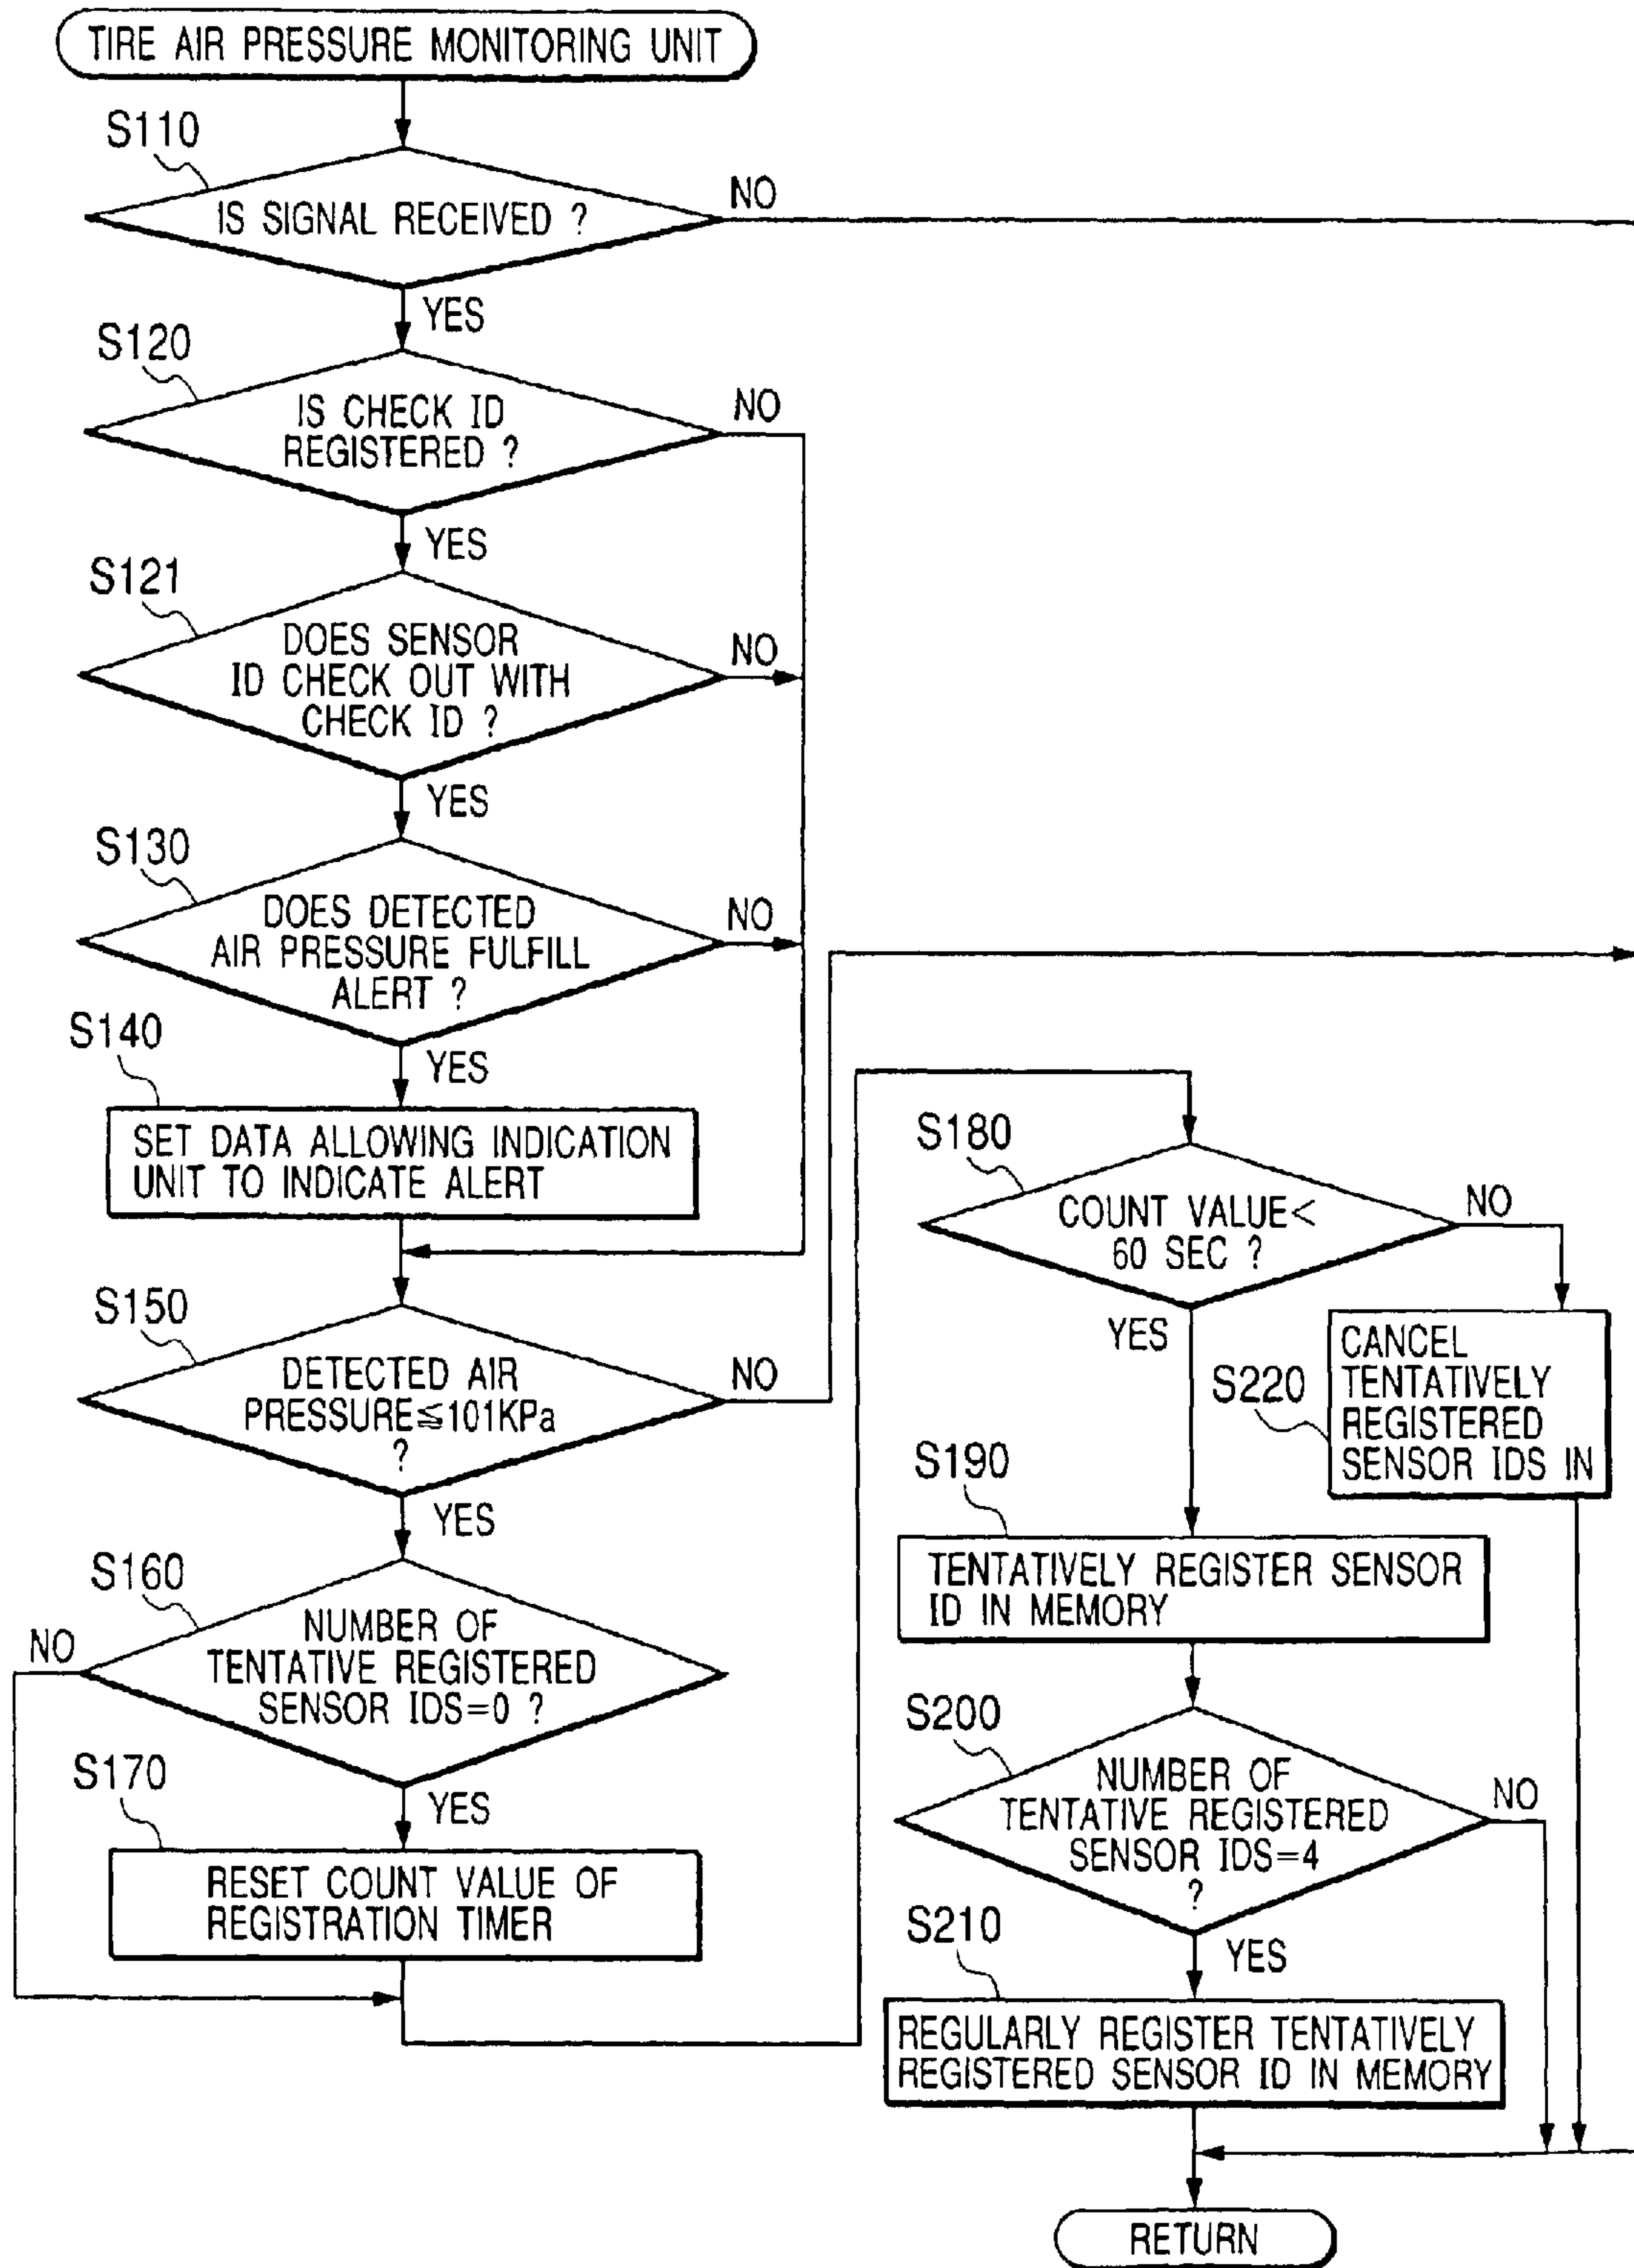 TIRE AIR PRESSURE MONITORING UNIT
S110
IS SIGNAL RECEIVED ?
NO
YES
S120
IS CHECK ID
REGISTERED ?
NO
YES
S121
DOES SENSOR
ID CHECK OUT WITH
CHECK ID ?
NO
YES
S130
DOES DETECTED
AIR PRESSURE FULFILL
ALERT ?
NO
YES
S140
SET DATA ALLOWING INDICATION
UNIT TO INDICATE ALERT
S150
DETECTED AIR
PRESSURE≦101KPa
?
NO
YES
S160
NUMBER OF
TENTATIVE REGISTERED
SENSOR IDS=0 ?
NO
YES
S170
RESET COUNT VALUE OF
REGISTRATION TIMER
S180
COUNT VALUE<
60 SEC ?
NO
YES
S220
CANCEL
TENTATIVELY
REGISTERED
SENSOR IDS IN
S190
TENTATIVELY REGISTER SENSOR
ID IN MEMORY
S200
NUMBER OF
TENTATIVE REGISTERED
SENSOR IDS=4
?
NO
YES
S210
REGULARLY REGISTER TENTATIVELY
REGISTERED SENSOR ID IN MEMORY
RETURN